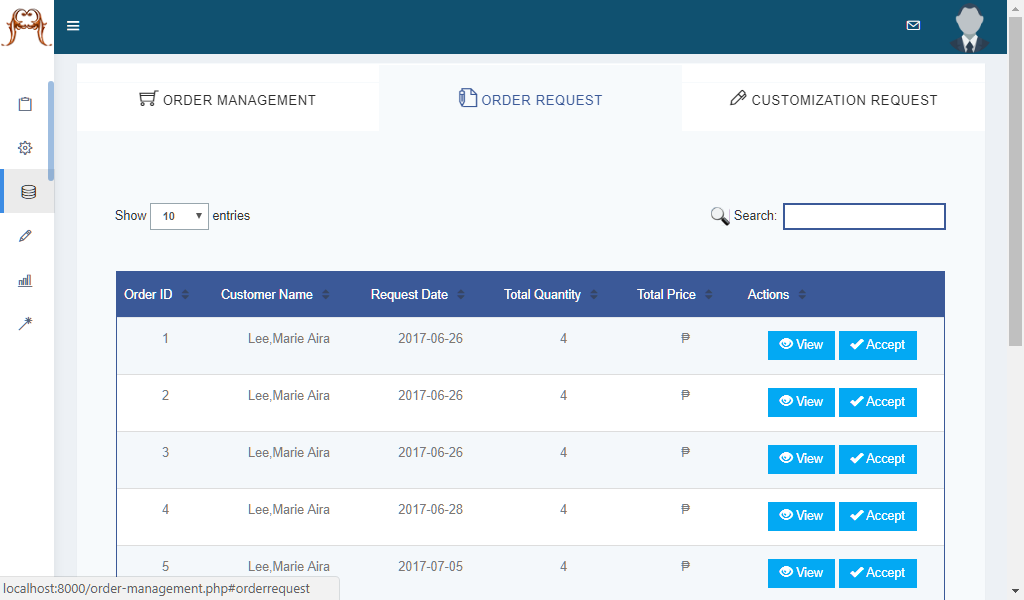 ORDER MANAGEMENT ORDER REQUEST CUSTOMIZATION REQUEST
Show 10 entries Search:
Order ID Customer Name Request Date Total Quantity Total Price Actions
1 Lee,Marie Aira 2017-06-26 4 ₱ View Accept
2 Lee,Marie Aira 2017-06-26 4 ₱ View Accept
3 Lee,Marie Aira 2017-06-26 4 ₱ View Accept
4 Lee,Marie Aira 2017-06-28 4 ₱ View Accept
5 Lee,Marie Aira 2017-07-05 4 ₱ View Accept
localhost:8000/order-management.php#orderrequest